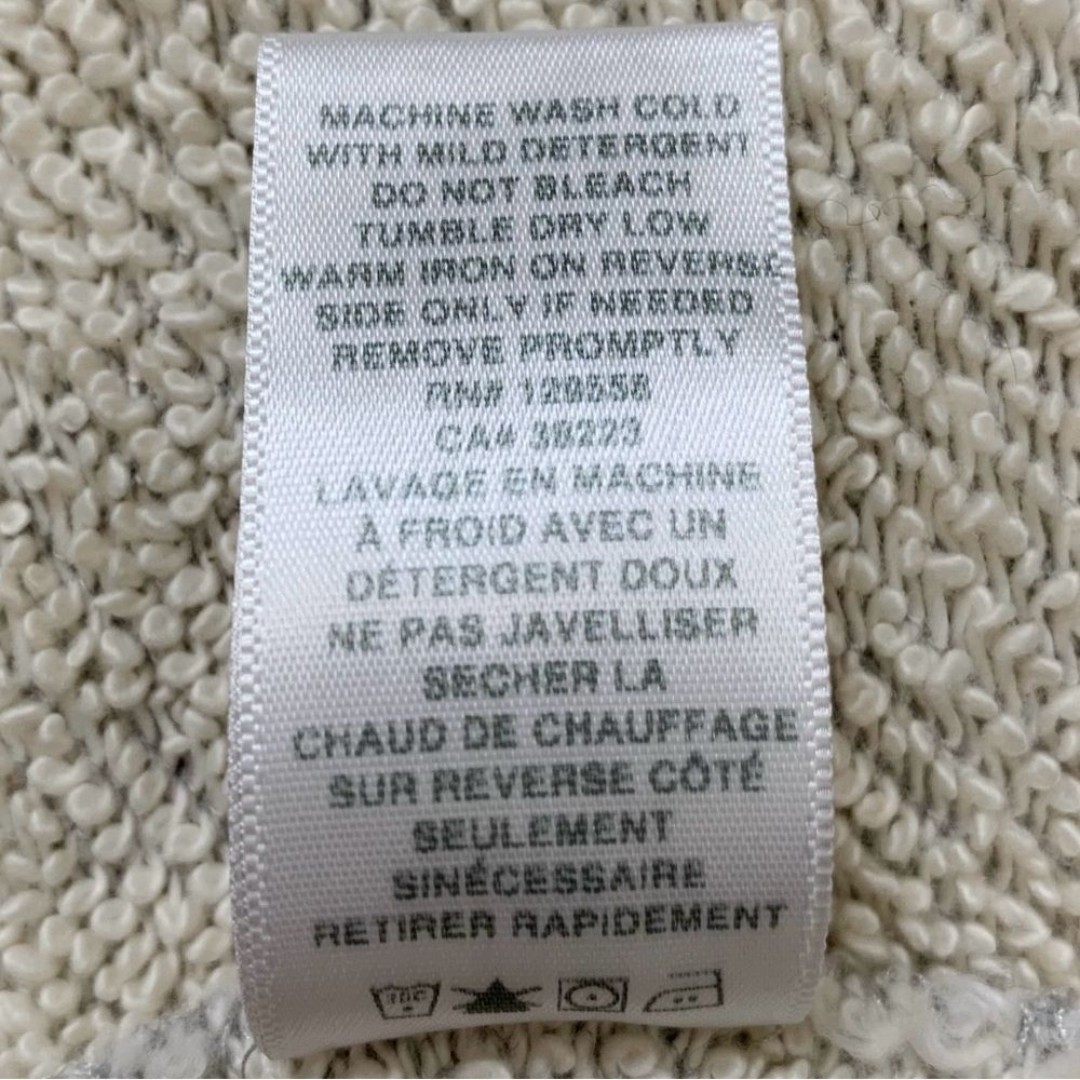 MACHINE WASH COLD
WITH MILD DETERGENT
DO NOT BLEACH
TUMBLE DRY LOW
WARM IRON ON REVERSE
SIDE ONLY IF NEEDED
REMOVE PROMPTLY
RN# 129558
CA# 38223
LAVAGE EN MACHINE
À FROID AVEC UN
DÉTERGENT DOUX
NE PAS JAVELLISER
SECHER LA
CHAUD DE CHAUFFAGE
SUR REVERSE CÔTÉ
SEULEMENT
SINÉCESSAIRE
RETIRER RAPIDEMENT